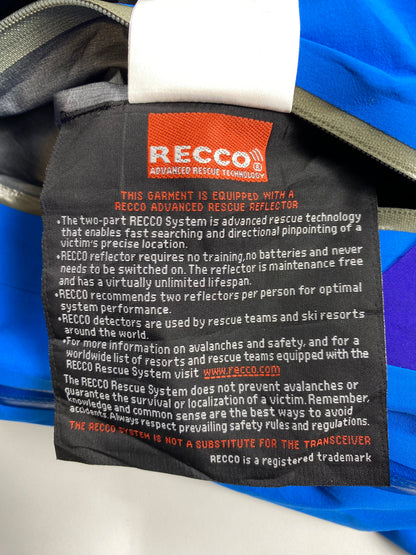 RECCO®
ADVANCED RESCUE TECHNOLOGY
THIS GARMENT IS EQUIPPED WITH A
RECCO ADVANCED RESCUE REFLECTOR
•The two-part RECCO System is advanced rescue technology
that enables fast searching and directional pinpointing of a
victim's precise location.
•RECCO reflector requires no training, no batteries and never
needs to be switched on. The reflector is maintenance free
and has a virtually unlimited lifespan.
•RECCO recommends two reflectors per person for optimal
system performance.
•RECCO detectors are used by rescue teams and ski resorts
around the world.
•For more information on avalanches and safety, and for a
worldwide list of resorts and rescue teams equipped with the
RECCO System visit www.recco.com
The RECCO Rescue System does not prevent avalanches or
guarantee the survival or localization of a victim. Remember,
knowledge and common sense are the best ways to avoid
accidents. Always respect prevailing safety rules and regulations.
THE RECCO SYSTEM IS NOT A SUBSTITUTE FOR THE TRANSCEIVER
RECCO is a registered trademark